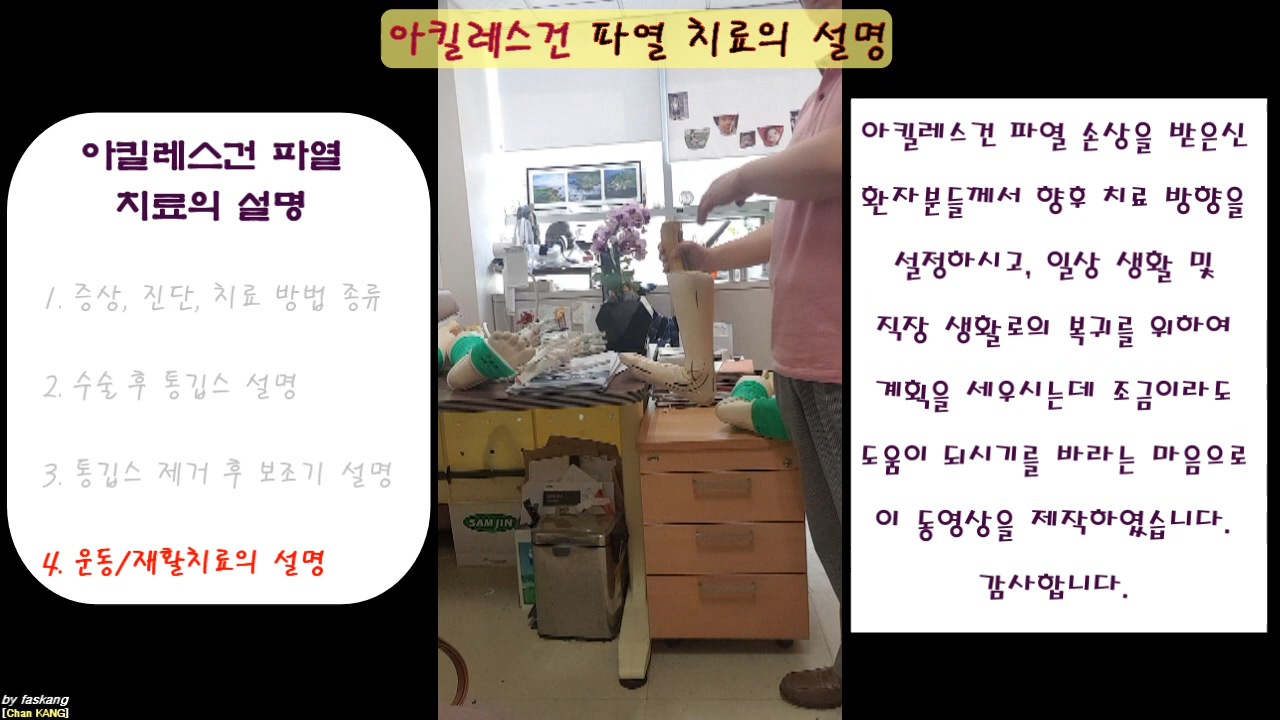 아킬레스건 파열 치료의 설명
아킬레스건 파열
치료의 설명
1. 증상, 진단, 치료 방법 종류
2. 수술 후 통깁스 설명
3. 통깁스 제거 후 보조기 설명
4. 운동/재활치료의 설명
SAMJIN
아킬레스건 파열 손상을 받은신
환자분들께서 향후 치료 방향을
설정하시고, 일상 생활 및
직장 생활로의 복귀를 위하여
계획을 세우시는데 조금이라도
도움이 되시기를 바라는 마음으로
이 동영상을 제작하였습니다.
감사합니다.
by faskang
[Chan KANG]